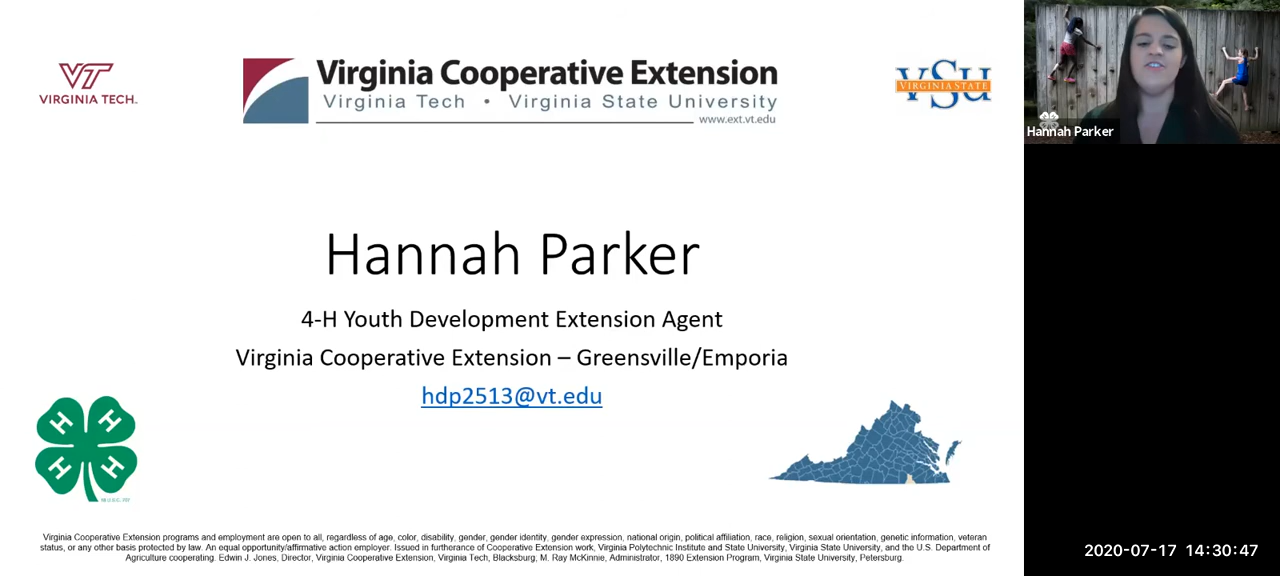 VT
VIRGINIA TECH.
Virginia Cooperative Extension
Virginia Tech • Virginia State University
www.ext.vt.edu
VSU
VIRGINIA STATE
Hannah Parker
Hannah Parker
4-H Youth Development Extension Agent
Virginia Cooperative Extension – Greensville/Emporia
hdp2513@vt.edu
H H
H H
Virginia Cooperative Extension programs and employment are open to all, regardless of age, color, disability, gender, gender identity, gender expression, national origin, political affiliation, race, religion, sexual orientation, genetic information, veteran
status, or any other basis protected by law. An equal opportunity/affirmative action employer. Issued in furtherance of Cooperative Extension work, Virginia Polytechnic Institute and State University, Virginia State University, and the U.S. Department of
Agriculture cooperating. Edwin J. Jones, Director, Virginia Cooperative Extension, Virginia Tech, Blacksburg; M. Ray McKinnie, Administrator, 1890 Extension Program, Virginia State University, Petersburg.
2020-07-17 14:30:47